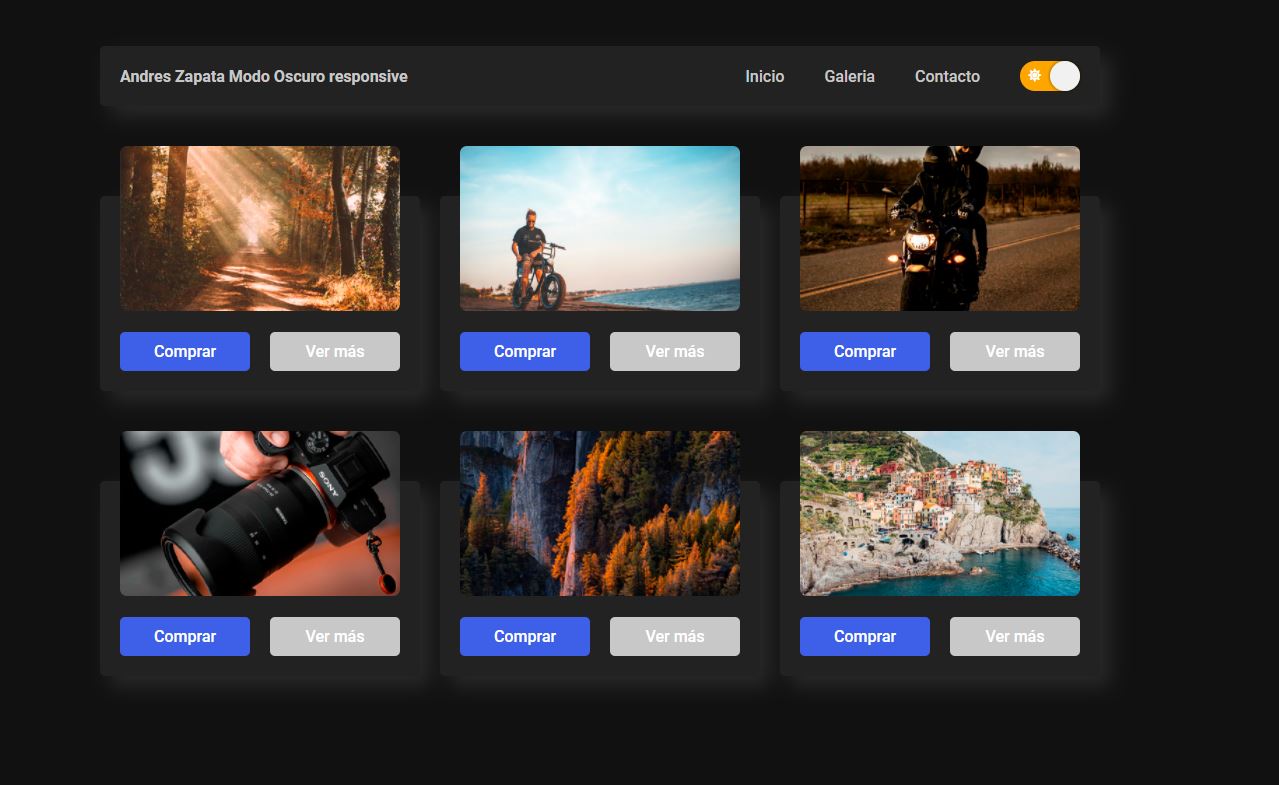 Andres Zapata Modo Oscuro responsive
Inicio Galeria Contacto
Comprar Ver más Comprar Ver más Comprar Ver más
SONY
Comprar Ver más Comprar Ver más Comprar Ver más